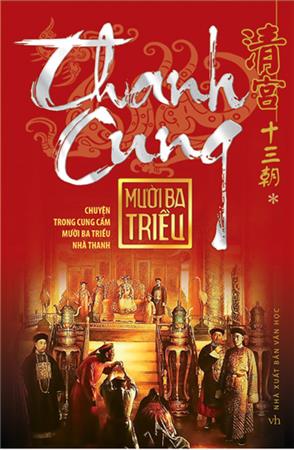 Thanh
Cung
清宮
十三朝
*
MƯỜI BA
TRIỀU
CHUYỆN
TRONG CUNG CẤM
MƯỜI BA TRIỀU
NHÀ THANH
NHÀ XUẤT BẢN VĂN HỌC
vh